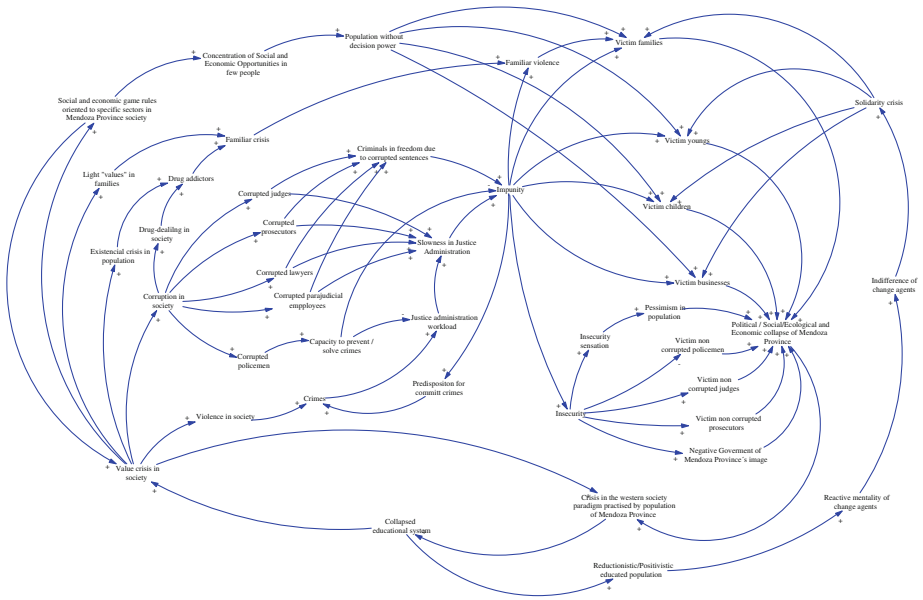 Population without
decision power
Victim families
Concentration of Social and
Economic Opportunities in
few people
Familiar violence
Social and economic game rules
oriented to specific sectors in
Mendoza Province society
Solidarity crisis
Familiar crisis
Victim youngs
Criminals in freedom due
to corrupted sentences
Light "values" in
families
Drug addictors
Impunity
Corrupted judges
Victim children
Corrupted
prosecutors
Drug-dealing in
society
Slowness in Justice
Administration
Existencial crisis in
population
Corrupted lawyers
Victim businesses
Indifference of
change agents
Corruption in
society
Corrupted parajudicial
empployees
Pessimism in
population
Justice administration
workload
Political / Social/Ecological and
Economic collapse of Mendoza
Province
Insecurity
sensation
Capacity to prevent /
solve crimes
Victim non
corrupted policemen
Corrupted
policemen
Predispositon for
committ crimes
Victim non
corrupted judges
Crimes
Insecurity
Violence in society
Victim non corrupted
prosecutors
Negative Goverment of
Mendoza Province´s image
Value crisis in
society
Crisis in the western society
paradigm practised by population
of Mendoza Province
Reactive mentality of
change agents
Collapsed
educational system
Reductionistic/Positivistic
educated population